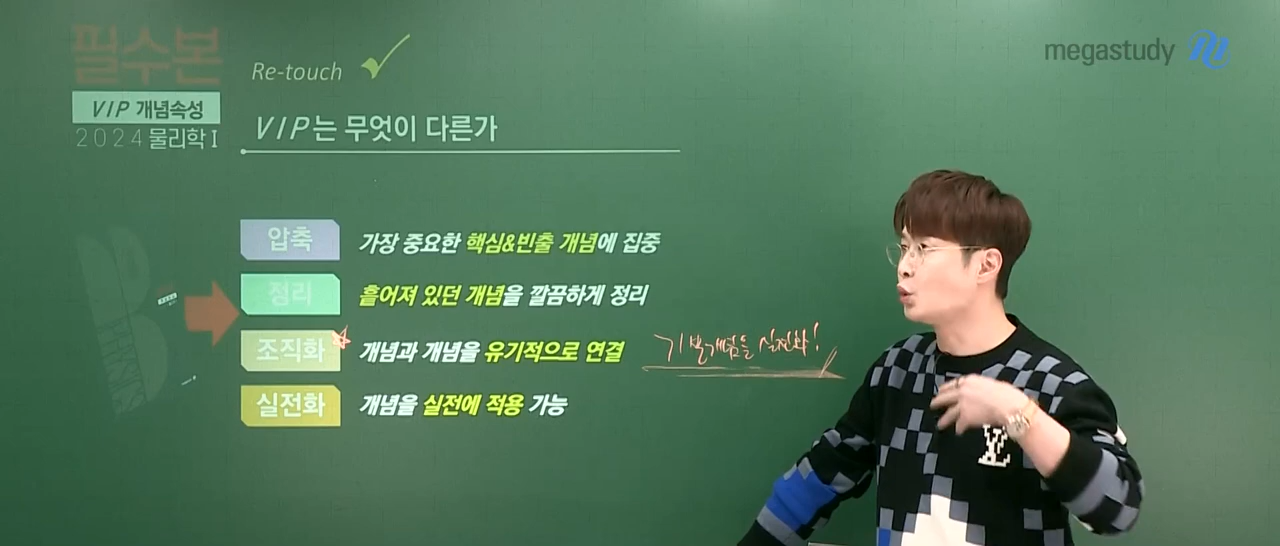 필수본
VIP 개념속성
2024 물리학 I
Re-touch
VIP는 무엇이 다른가
megastudy
압축 가장 중요한 핵심&빈출 개념에 집중
정리 흩어져 있던 개념을 깔끔하게 정리
조직화 개념과 개념을 유기적으로 연결
기본개념을 실전화!
실전화 개념을 실전에 적용 가능